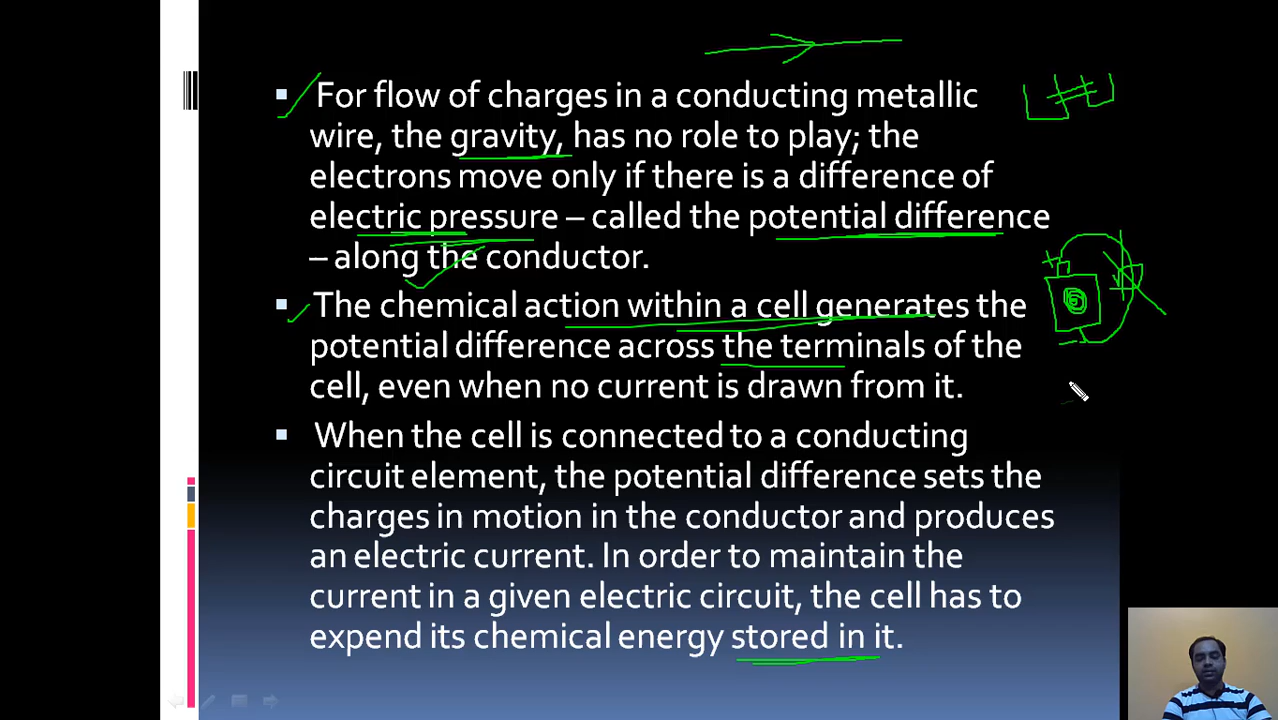 For flow of charges in a conducting metallic
wire, the gravity, has no role to play; the
electrons move only if there is a difference of
electric pressure – called the potential difference
– along the conductor.
The chemical action within a cell generates the
potential difference across the terminals of the
cell, even when no current is drawn from it.
When the cell is connected to a conducting
circuit element, the potential difference sets the
charges in motion in the conductor and produces
an electric current. In order to maintain the
current in a given electric circuit, the cell has to
expend its chemical energy stored in it.